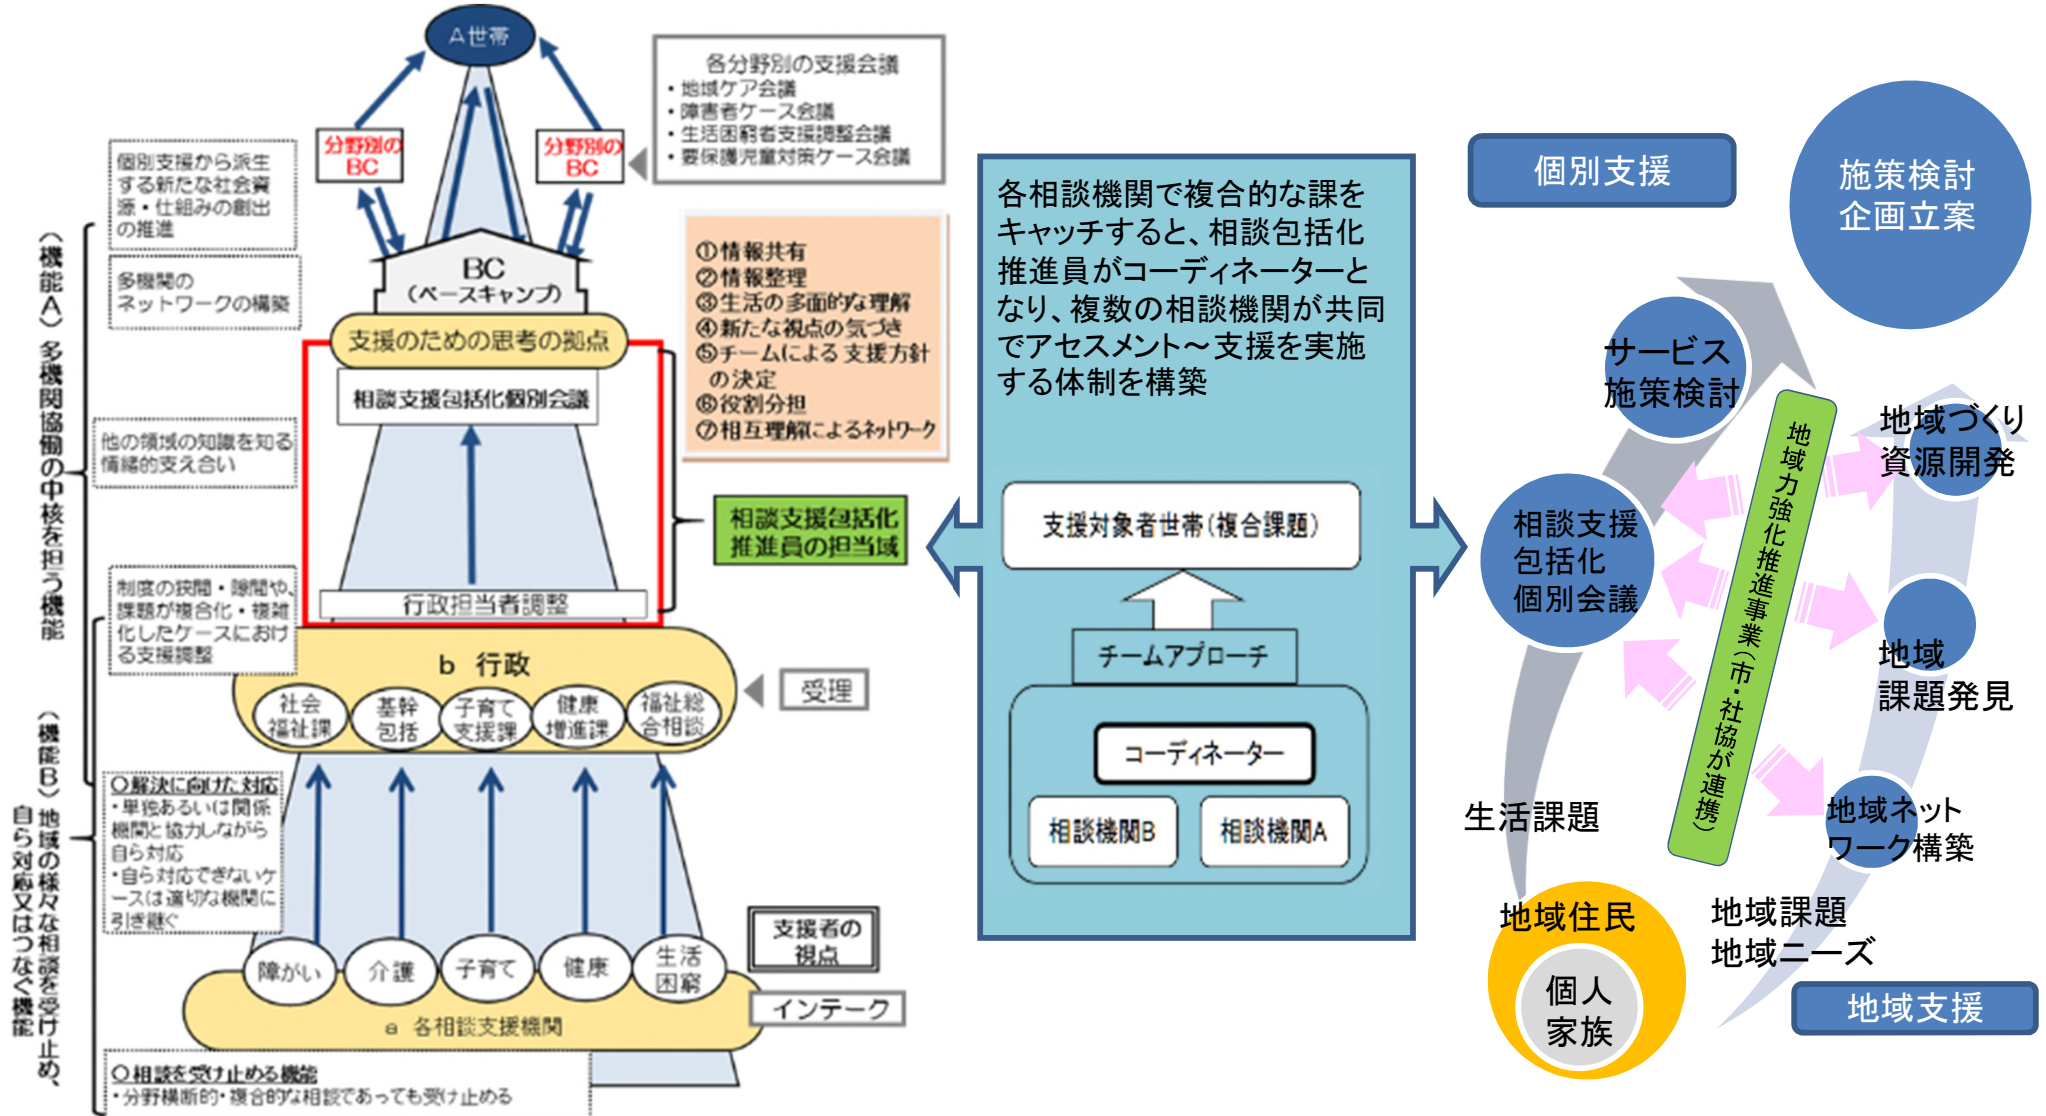 A世帯
各分野別の支援会議
・地域ケア会議
・障害者ケース会議
・生活困窮者支援調整会議
・要保護児童対策ケース会議
分野別の
BC
分野別の
BC
個別支援から派生
する新たな社会資
源・仕組みの創出
の推進
多機関の
ネットワークの構築
BC
(ベースキャンプ)
支援のための思考の拠点
相談支援包括化個別会議
①情報共有
②情報整理
③生活の多面的な理解
④新たな視点の気づき
⑤チームによる支援方針
の決定
⑥役割分担
⑦相互理解によるネットワーク
(機能A)多機関協働の中核を担う機能
他の領域の知識を知る
情緒的支え合い
相談支援包括化
推進員の担当域
制度の狭間・隙間や、
課題が複合化・複雑
化したケースにおけ
る支援調整
行政担当者調整
b 行政
社会
福祉課
基幹
包括
子育て
支援課
健康
増進課
福祉総
合相談
受理
(機能B)地域の様々な相談を受け止め、
自ら対応又はつなぐ機能
〇解決に向けた対応
・単独あるいは関係
機関と協力しながら
自ら対応
・自ら対応できないケ
ースは適切な機関に
引き継ぐ
障がい
介護
子育て
健康
生活
困窮
支援者の
視点
インテーク
a 各相談支援機関
〇相談を受け止める機能
・分野横断的・複合的な相談であっても受け止める
各相談機関で複合的な課を
キャッチすると、相談包括化
推進員がコーディネーターと
なり、複数の相談機関が共同
でアセスメント～支援を実施
する体制を構築
支援対象者世帯(複合課題)
チームアプローチ
コーディネーター
相談機関B
相談機関A
個別支援
施策検討
企画立案
サービス
施策検討
地域づくり
資源開発
相談支援
包括化
個別会議
地域力強化推進事業(市・社協が連携)
地域
課題発見
生活課題
地域ネット
ワーク構築
地域住民
個人
家族
地域課題
地域ニーズ
地域支援